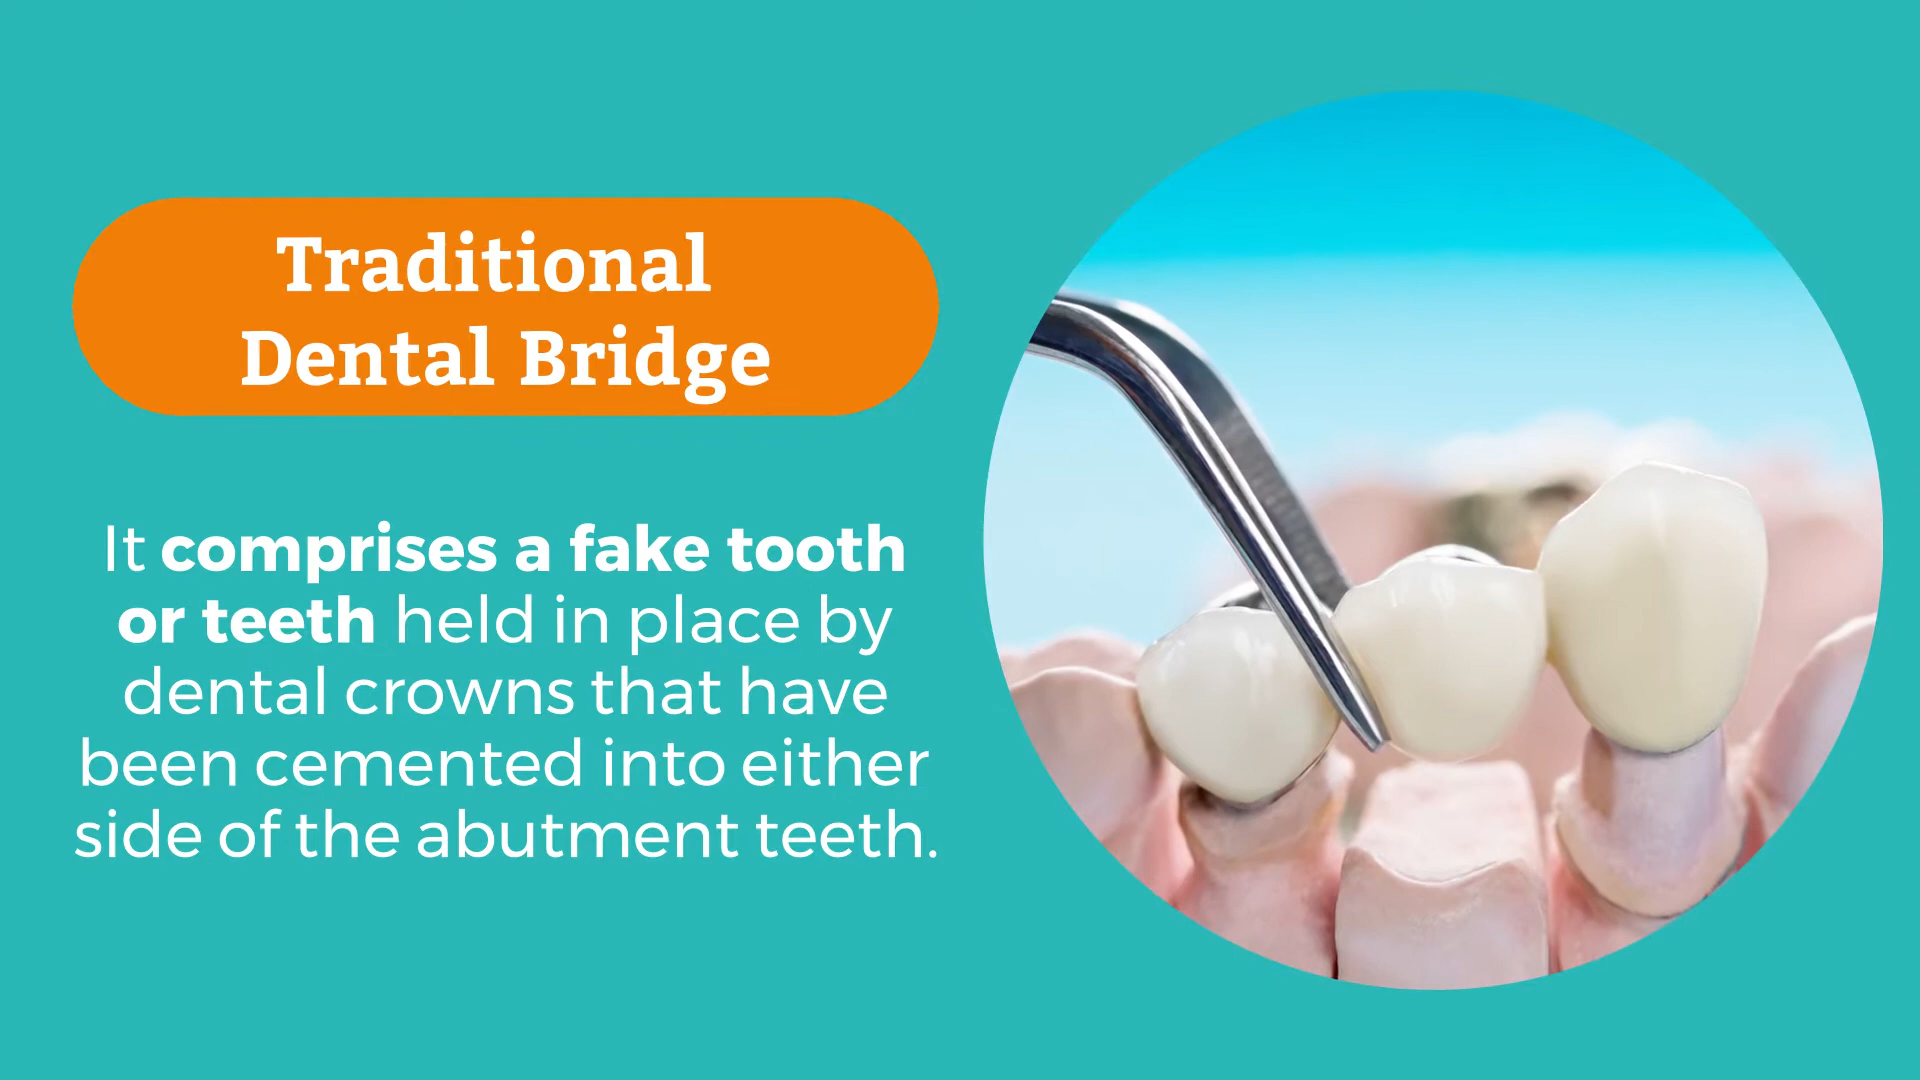 Traditional
Dental Bridge
It comprises a fake tooth
or teeth held in place by
dental crowns that have
been cemented into either
side of the abutment teeth.